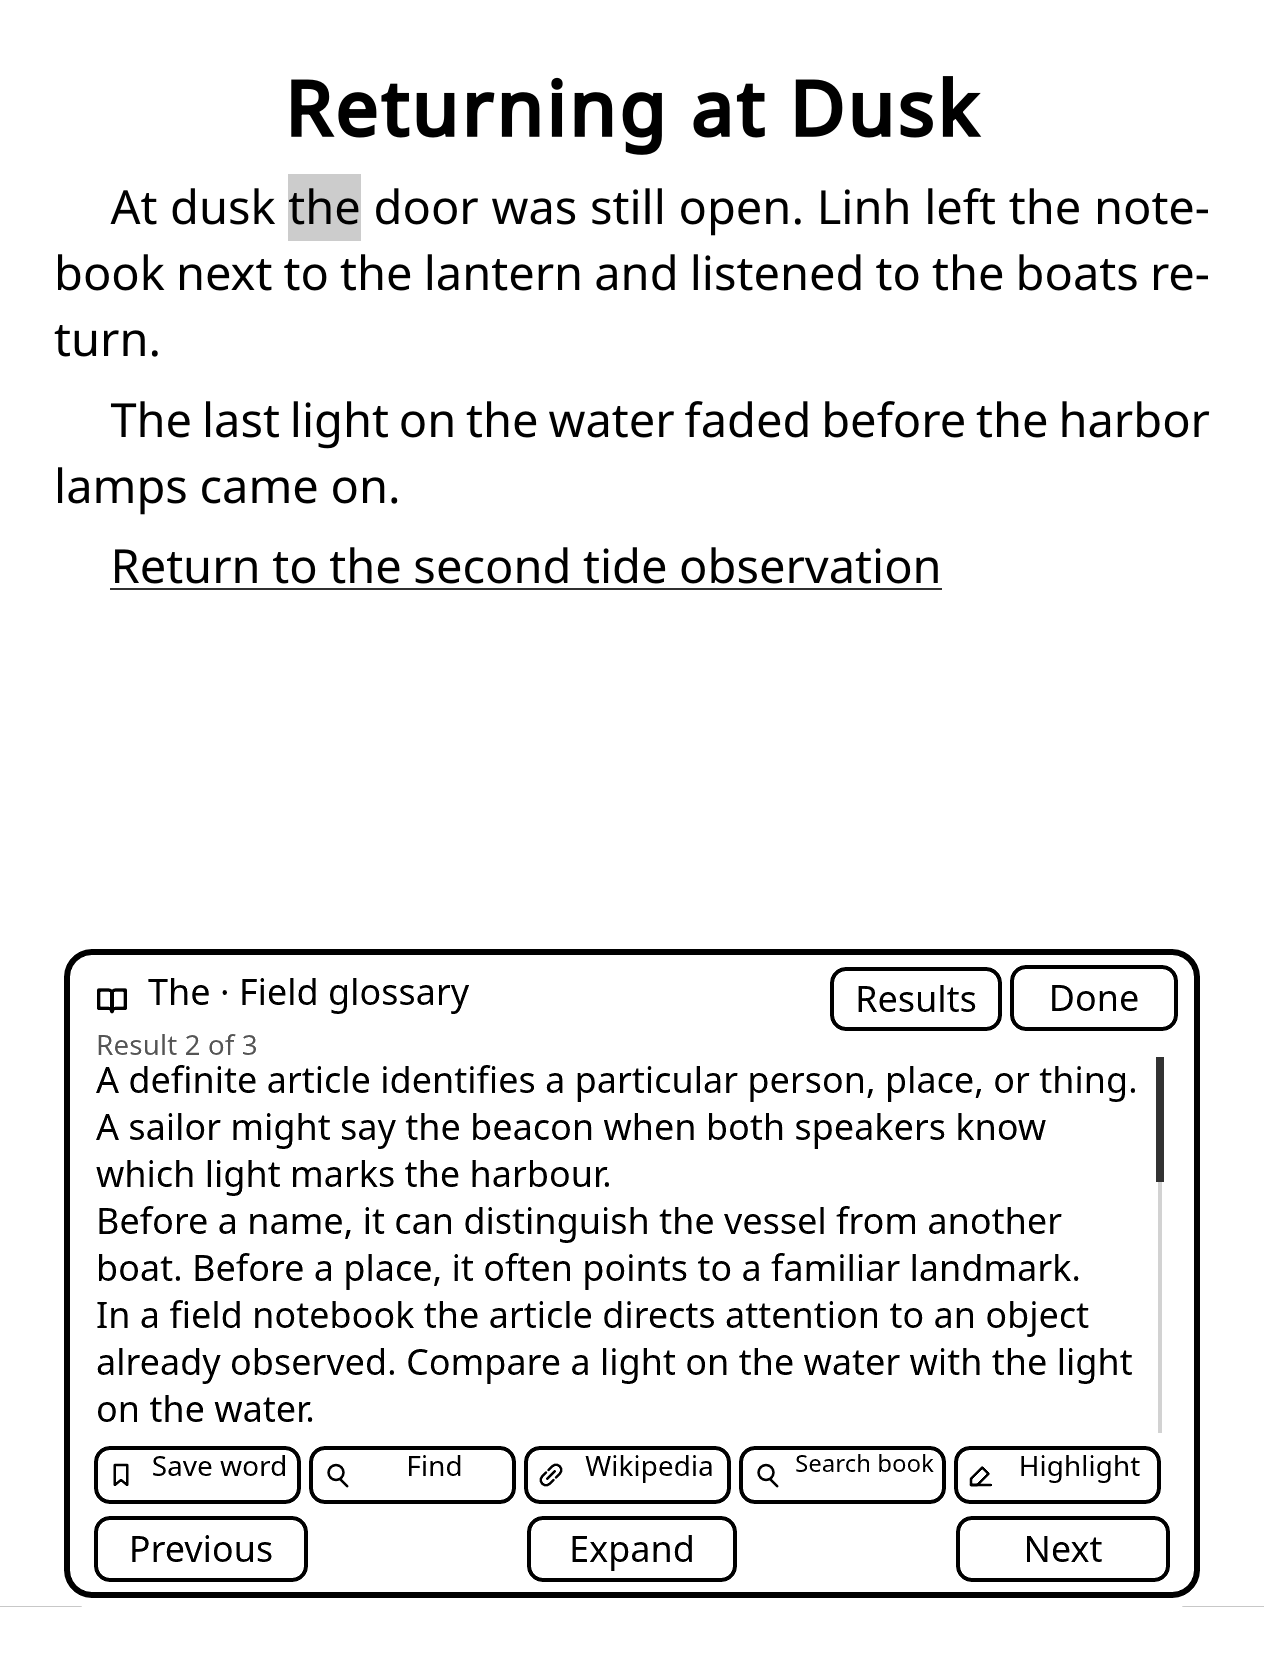 Returning at Dusk
At dusk the door was still open. Linh left the note-
book next to the lantern and listened to the boats re-
turn.
The last light on the water faded before the harbor
lamps came on.
Return to the second tide observation
The · Field glossary
Results
Done
Result 2 of 3
A definite article identifies a particular person, place, or thing.
A sailor might say the beacon when both speakers know
which light marks the harbour.
Before a name, it can distinguish the vessel from another
boat. Before a place, it often points to a familiar landmark.
In a field notebook the article directs attention to an object
already observed. Compare a light on the water with the light
on the water.
Save word
Find
Wikipedia
Search book
Highlight
Previous
Expand
Next